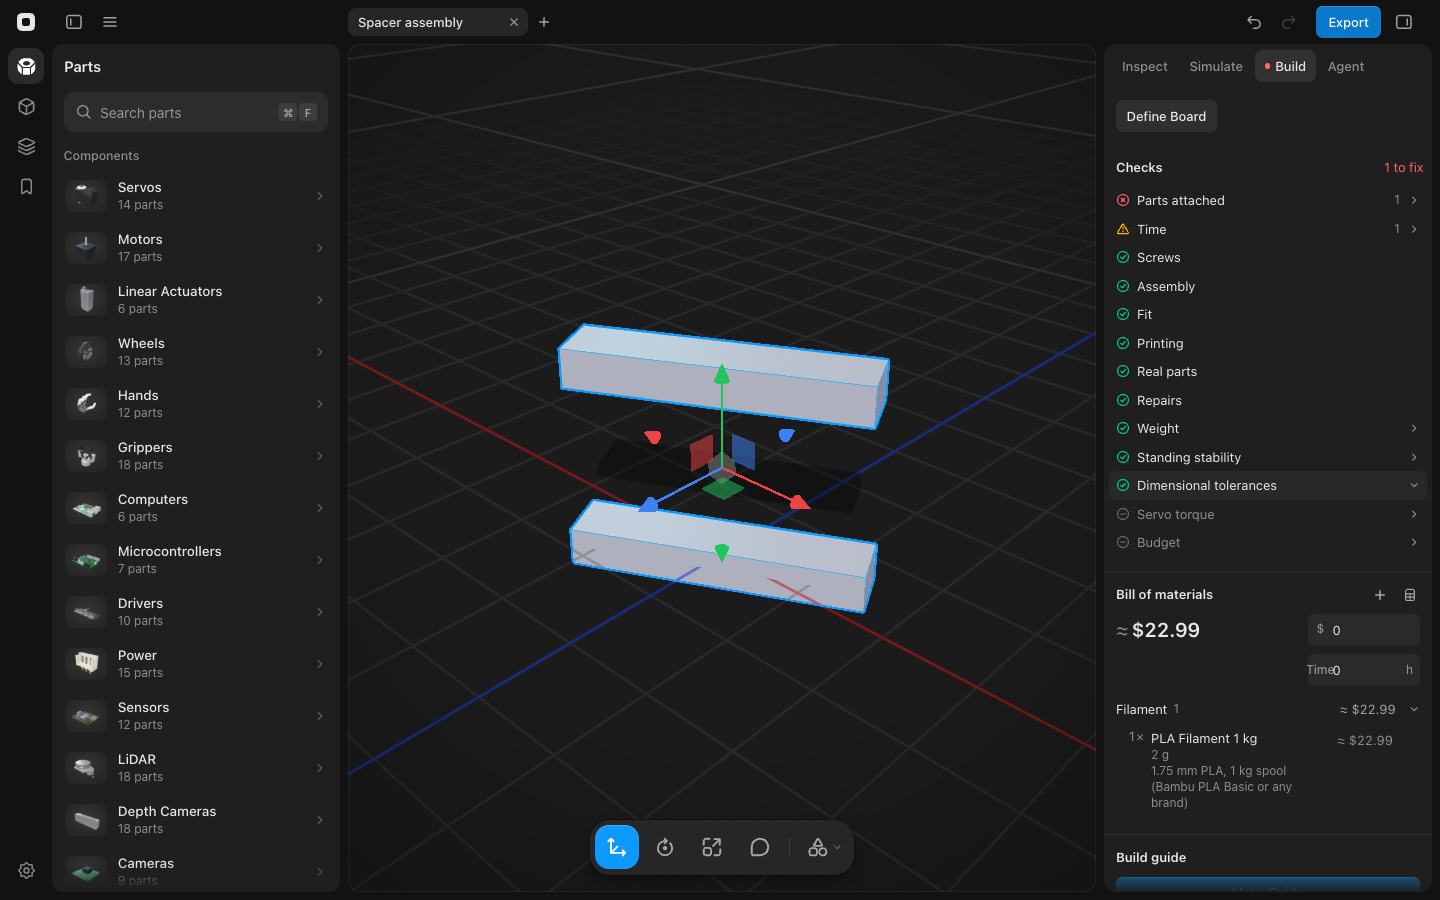 Spacer assembly
Export
Parts
Search parts
⌘ F
Components
Servos
14 parts
Motors
17 parts
Linear Actuators
6 parts
Wheels
13 parts
Hands
12 parts
Grippers
18 parts
Computers
6 parts
Microcontrollers
7 parts
Drivers
10 parts
Power
15 parts
Sensors
12 parts
LiDAR
18 parts
Depth Cameras
18 parts
Cameras
9 parts
Inspect
Simulate
Build
Agent
Define Board
Checks
1 to fix
Parts attached
1
Time
1
Screws
Assembly
Fit
Printing
Real parts
Repairs
Weight
Standing stability
Dimensional tolerances
Servo torque
Budget
Bill of materials
≈ $22.99
$ 0
Time 0 h
Filament 1
≈ $22.99
1× PLA Filament 1 kg
≈ $22.99
2 g
1.75 mm PLA, 1 kg spool
(Bambu PLA Basic or any
brand)
Build guide